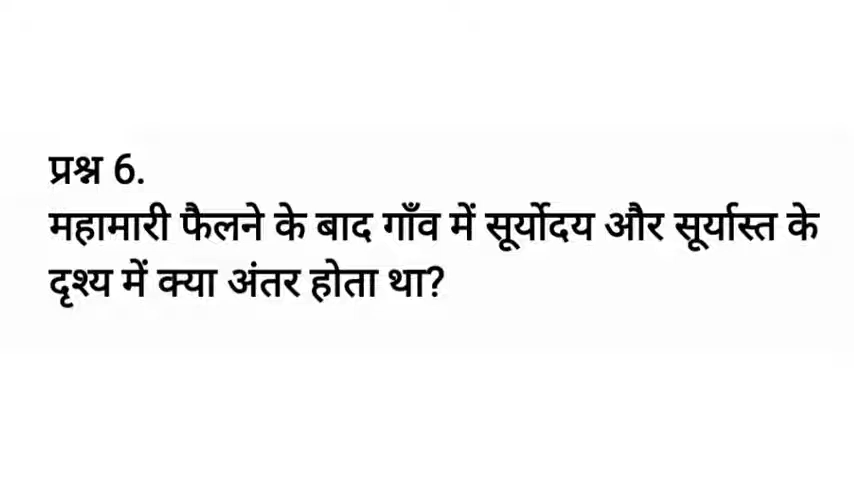 प्रश्न 6.
महामारी फैलने के बाद गाँव में सूर्योदय और सूर्यास्त के
दृश्य में क्या अंतर होता था?